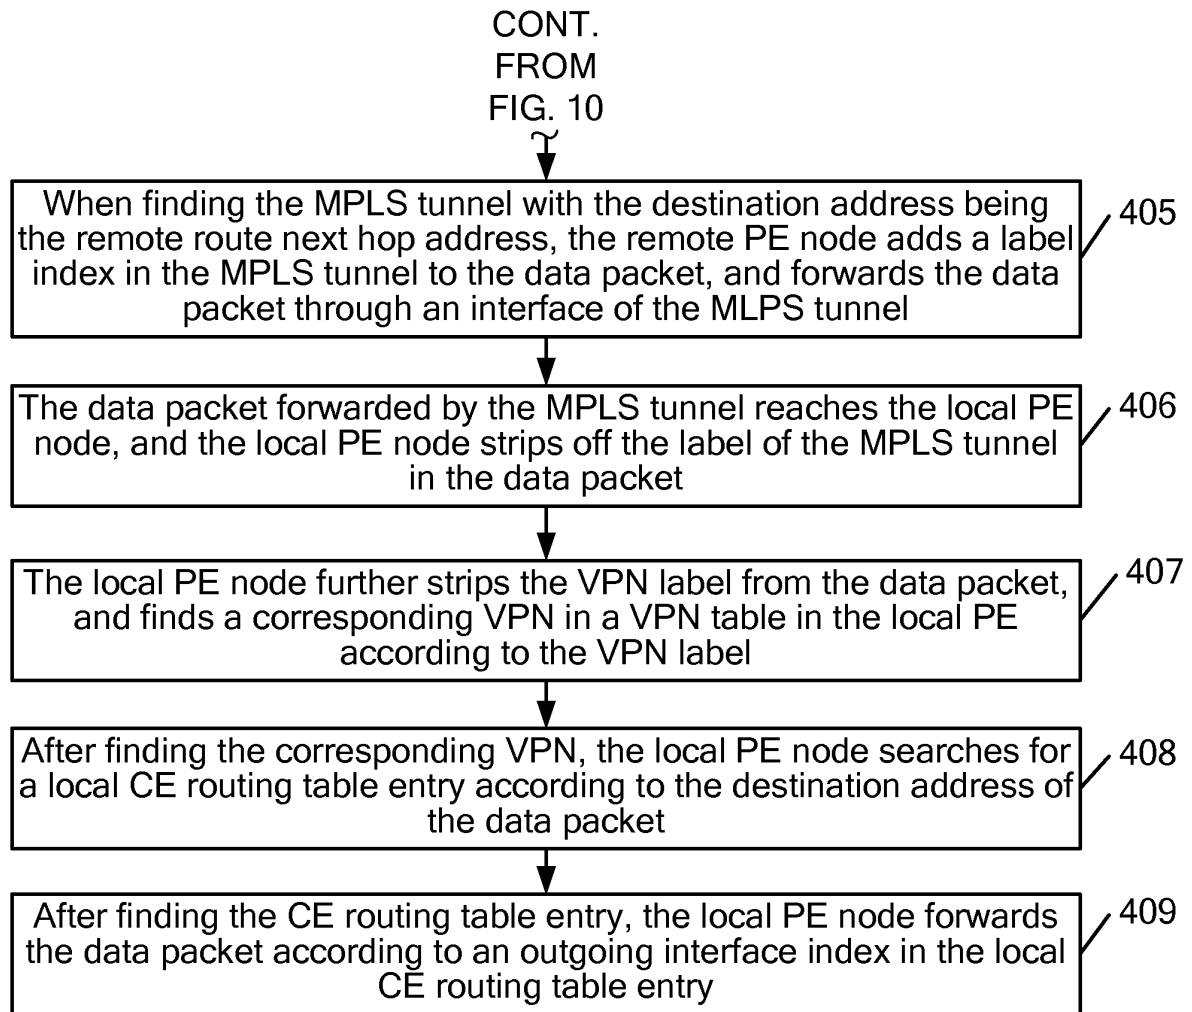 CONT.
FROM
FIG. 10
When finding the MPLS tunnel with the destination address being
the remote route next hop address, the remote PE node adds a label
index in the MPLS tunnel to the data packet, and forwards the data
packet through an interface of the MLPS tunnel
405
The data packet forwarded by the MPLS tunnel reaches the local PE
node, and the local PE node strips off the label of the MPLS tunnel
in the data packet
406
The local PE node further strips the VPN label from the data packet,
and finds a corresponding VPN in a VPN table in the local PE
according to the VPN label
407
After finding the corresponding VPN, the local PE node searches for
a local CE routing table entry according to the destination address of
the data packet
408
After finding the CE routing table entry, the local PE node forwards
the data packet according to an outgoing interface index in the local
CE routing table entry
409